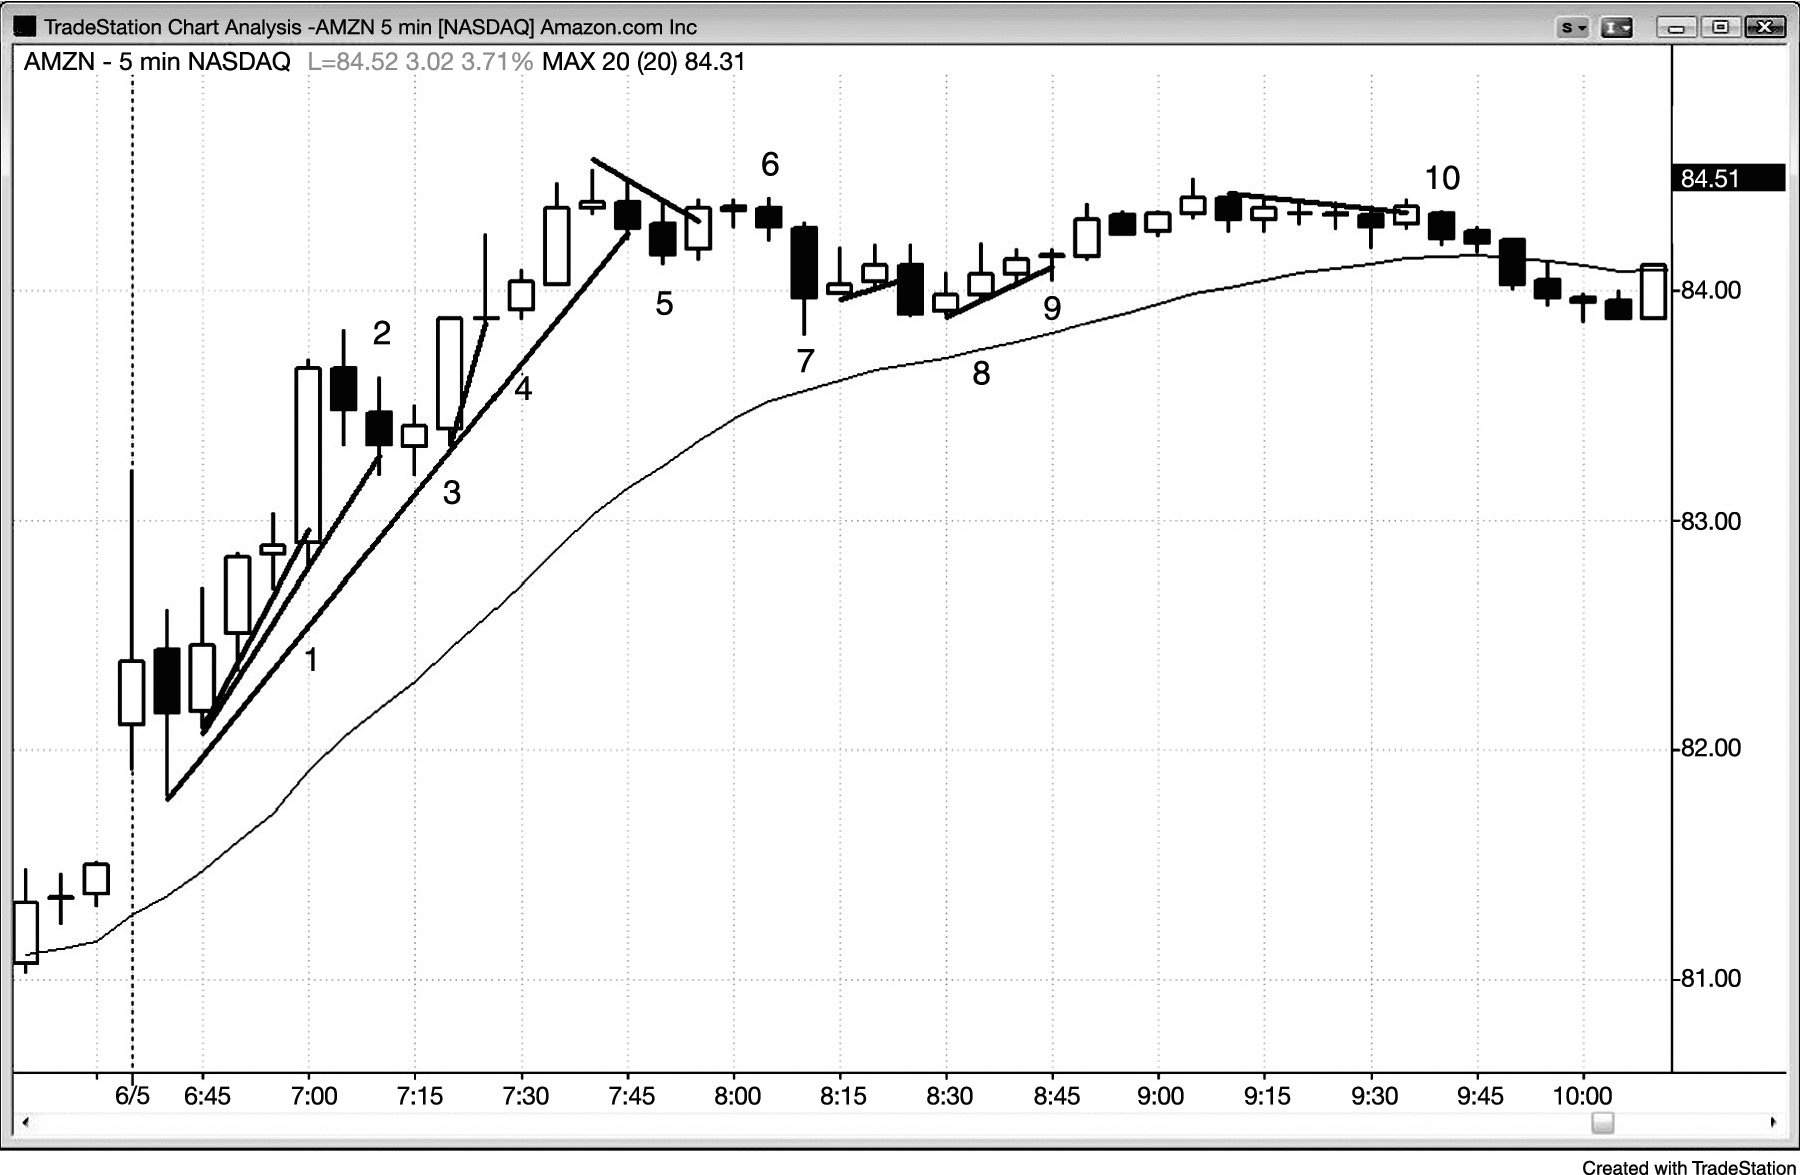 TradeStation Chart Analysis -AMZN 5 min [NASDAQ] Amazon.com Inc
S
I
AMZN - 5 min NASDAQ L=84.52 3.02 3.71% MAX 20 (20) 84.31
6
10
84.51
84.00
5
2
9
7
8
4
3
83.00
1
82.00
81.00
6/5 6:45 7:00 7:15 7:30 7:45 8:00 8:15 8:30 8:45 9:00 9:15 9:30 9:45 10:00
Created with TradeStation